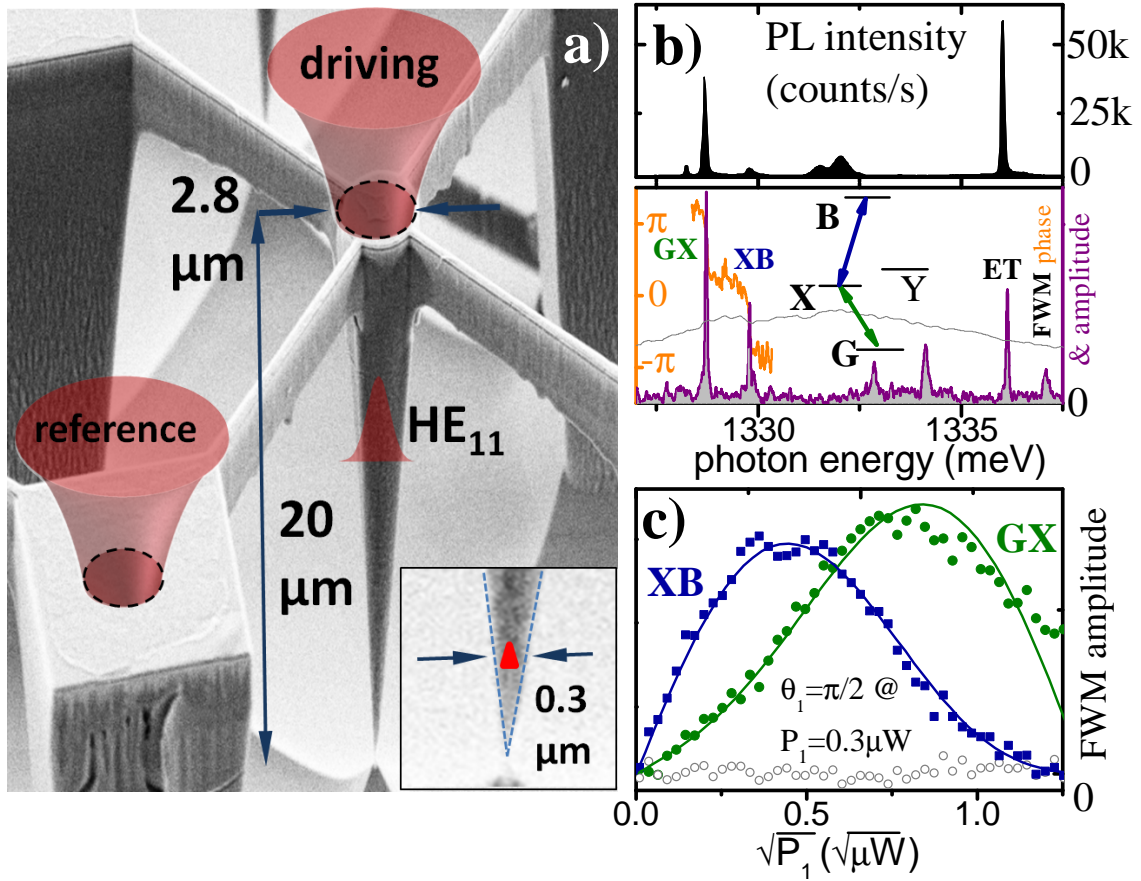 a)
driving
2.8
μm
reference
HE₁₁
20
μm
0.3
μm
b)
PL intensity
(counts/s)
50k
25k
0
π
0
-π
GX
XB
B
X
Y
G
ET
FWM phase
& amplitude
0
1330
1335
photon energy (meV)
c)
XB
GX
θ₁=π/2 @
P₁=0.3μW
FWM amplitude
0
0.0
0.5
1.0
√P₁ (√μW)